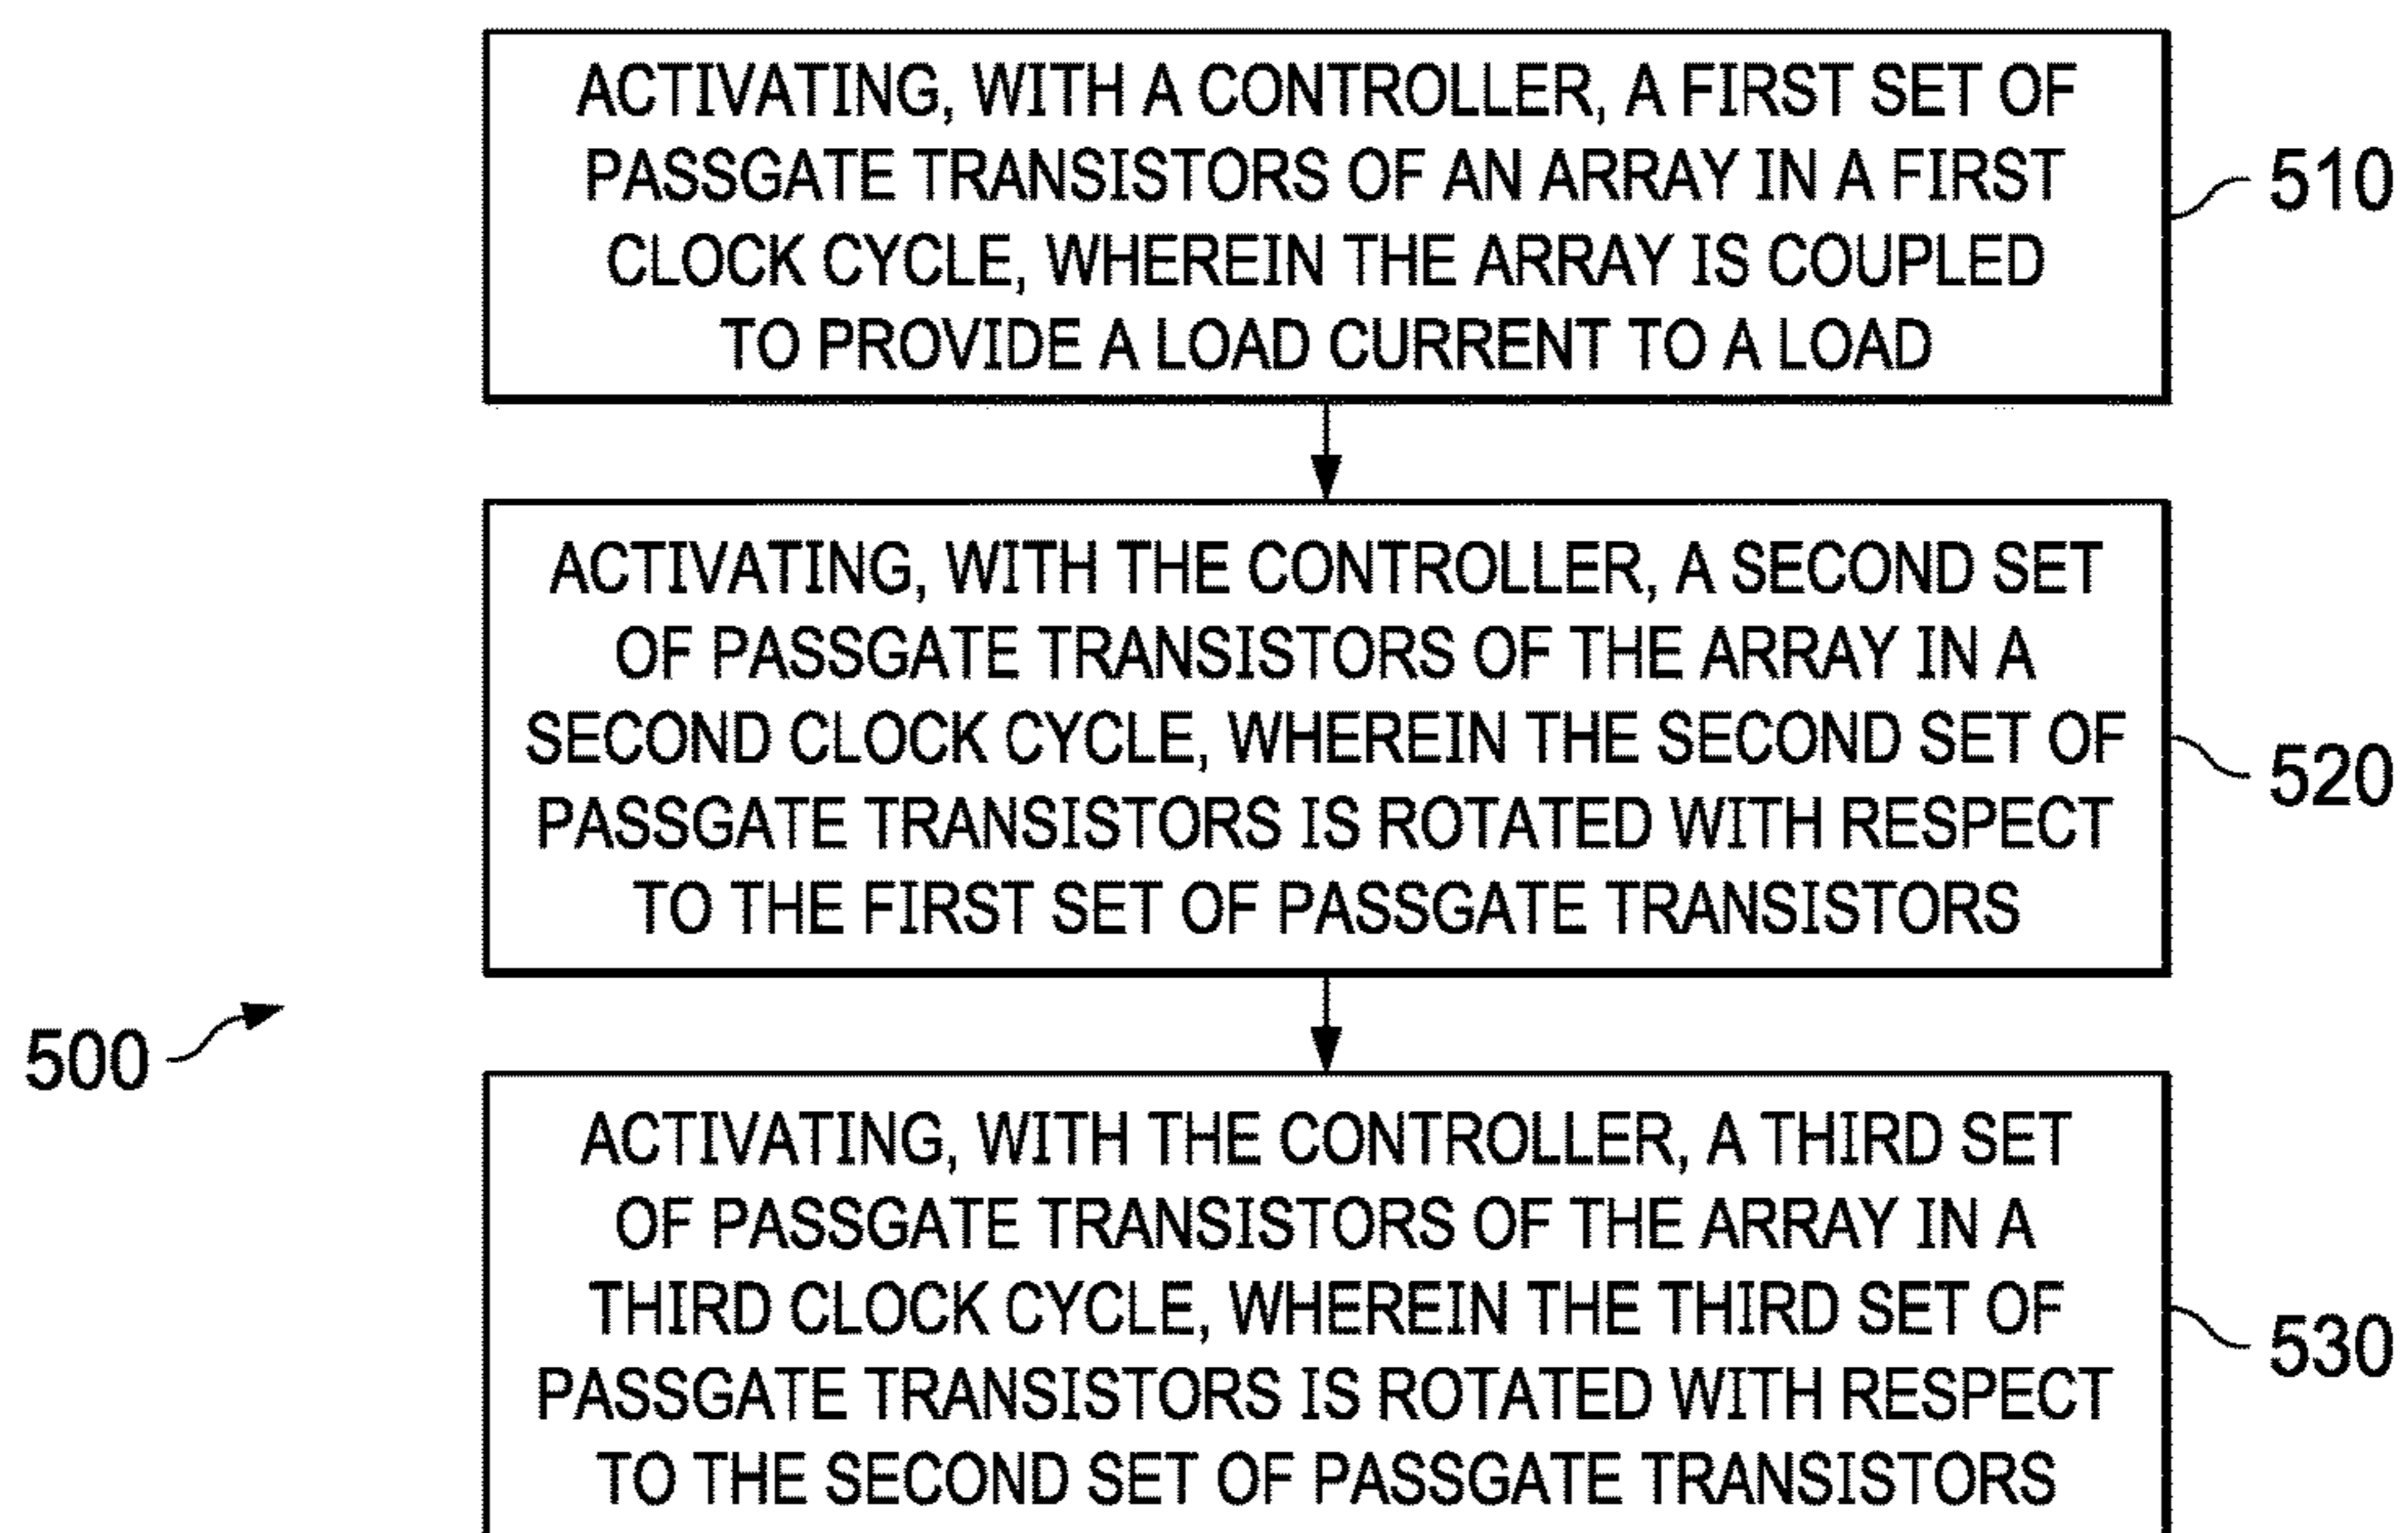 ACTIVATING, WITH A CONTROLLER, A FIRST SET OF
PASSGATE TRANSISTORS OF AN ARRAY IN A FIRST
CLOCK CYCLE, WHEREIN THE ARRAY IS COUPLED
TO PROVIDE A LOAD CURRENT TO A LOAD
510
ACTIVATING, WITH THE CONTROLLER, A SECOND SET
OF PASSGATE TRANSISTORS OF THE ARRAY IN A
SECOND CLOCK CYCLE, WHEREIN THE SECOND SET OF
PASSGATE TRANSISTORS IS ROTATED WITH RESPECT
TO THE FIRST SET OF PASSGATE TRANSISTORS
520
500
ACTIVATING, WITH THE CONTROLLER, A THIRD SET
OF PASSGATE TRANSISTORS OF THE ARRAY IN A
THIRD CLOCK CYCLE, WHEREIN THE THIRD SET OF
PASSGATE TRANSISTORS IS ROTATED WITH RESPECT
TO THE SECOND SET OF PASSGATE TRANSISTORS
530